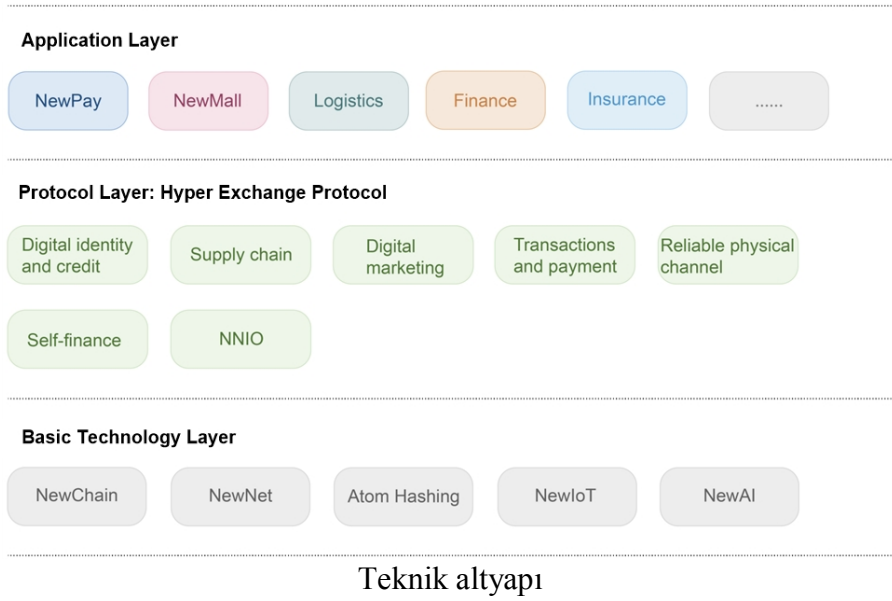 Application Layer
NewPay NewMall Logistics Finance Insurance ......
Protocol Layer: Hyper Exchange Protocol
Digital identity
and credit
Supply chain
Digital
marketing
Transactions
and payment
Reliable physical
channel
Self-finance NNIO
Basic Technology Layer
NewChain NewNet Atom Hashing NewIoT NewAI
Teknik altyapı